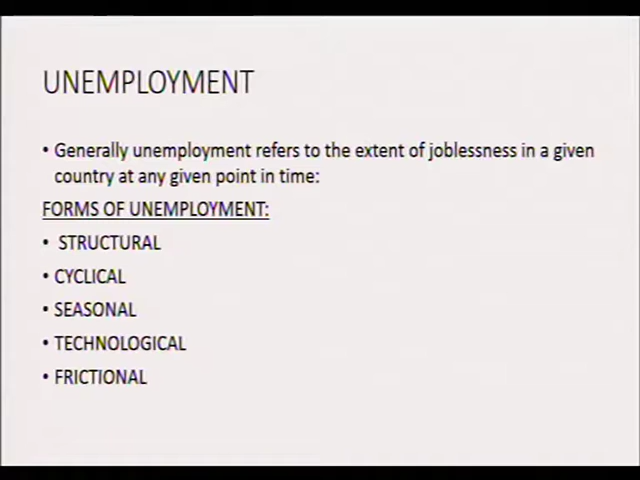 UNEMPLOYMENT
• Generally unemployment refers to the extent of joblessness in a given
country at any given point in time:
FORMS OF UNEMPLOYMENT:
• STRUCTURAL
• CYCLICAL
• SEASONAL
• TECHNOLOGICAL
• FRICTIONAL